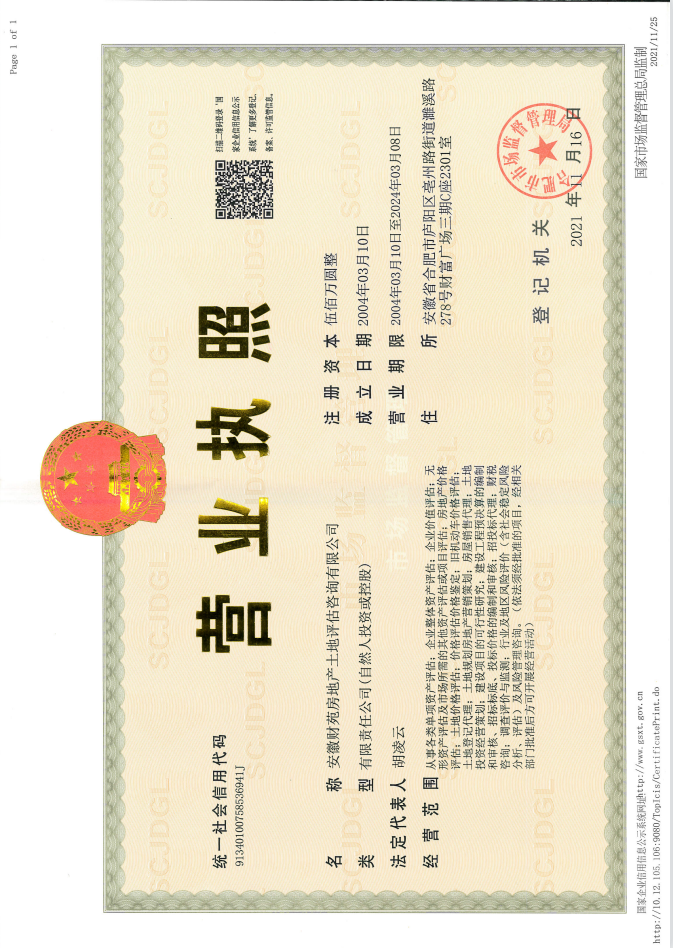 Page 1 of 1
营业执照
统一社会信用代码
91340100758536941J
扫描二维码登录‘国
家企业信用信息公示
系统’了解更多登记、
备案、许可监管信息。
名称 安徽财苑房地产土地评估咨询有限公司
类型 有限责任公司(自然人投资或控股)
法定代表人 胡凌云
经营范围 从事各类单项资产评估；企业整体资产评估；企业价值评估；无
形资产评估及市场所需的其他资产评估或项目评估；房地产价格
评估；土地价格评估；价格评估价格鉴定；旧机动车价格评估；
土地登记代理；土地规划房地产营销策划；房屋销售代理；土地
投资经营策划；建设项目的可行性研究；建设工程预决算的编制
和审核、招标标底、投标价格的编制和审核；招投标代理；财税
咨询；调查评价与监测；行业及地区风险评价（含社会稳定风险
分析、评估）及风险管理咨询。（依法须经批准的项目，经相关
部门批准后方可开展经营活动）
注册资本 伍佰万圆整
成立日期 2004年03月10日
营业期限 2004年03月10日至2024年03月08日
住所 安徽省合肥市庐阳区亳州路街道濉溪路
278号财富广场三期C座2301室
登记机关
合肥市市场监督管理局
2021 年 11 月 16 日
国家企业信用信息公示系统网址http://www.gsxt.gov.cn
国家市场监督管理总局监制
http://10.12.105.106:9080/TopIcis/CertificatePrint.do
2021/11/25